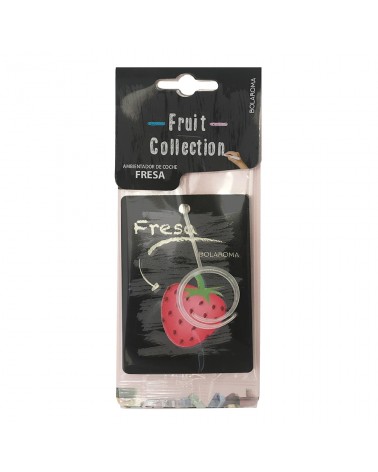 BOLAROMA
Fruit
Collection
AMBIENTADOR DE COCHE
FRESA
Fresa
BOLAROMA